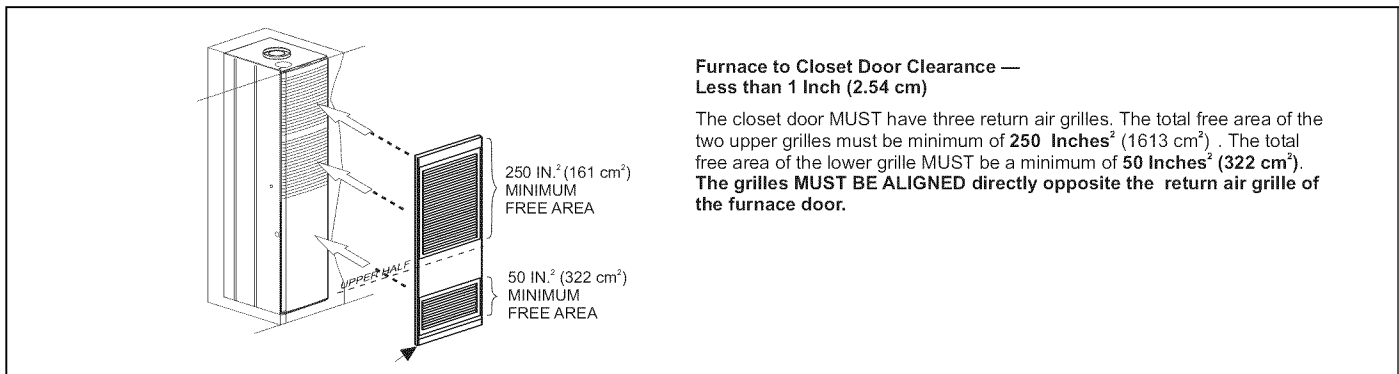 Furnace to Closet Door Clearance —
Less than 1 Inch (2.54 cm)
The closet door MUST have three return air grilles. The total free area of the
two upper grilles must be minimum of 250 Inches² (1613 cm²) . The total
free area of the lower grille MUST be a minimum of 50 Inches² (322 cm²).
The grilles MUST BE ALIGNED directly opposite the return air grille of
the furnace door.
250 IN.² (161 cm²)
MINIMUM
FREE AREA
UPPER HALF
50 IN.² (322 cm²)
MINIMUM
FREE AREA